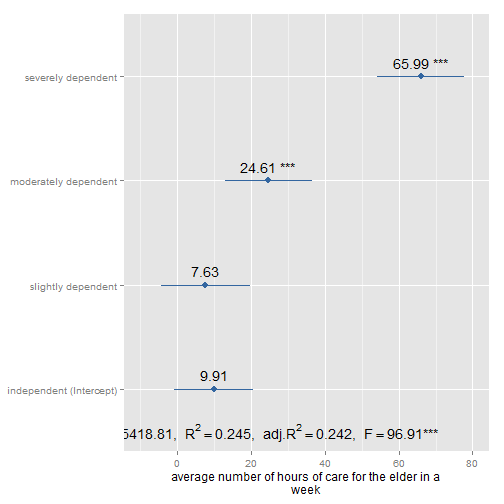 65.99 ***
severely dependent
24.61 ***
moderately dependent
7.63
slightly dependent
9.91
independent (Intercept)
5418.81, R² = 0.245, adj.R² = 0.242, F = 96.91***
0 20 40 60 80
average number of hours of care for the elder in a
week